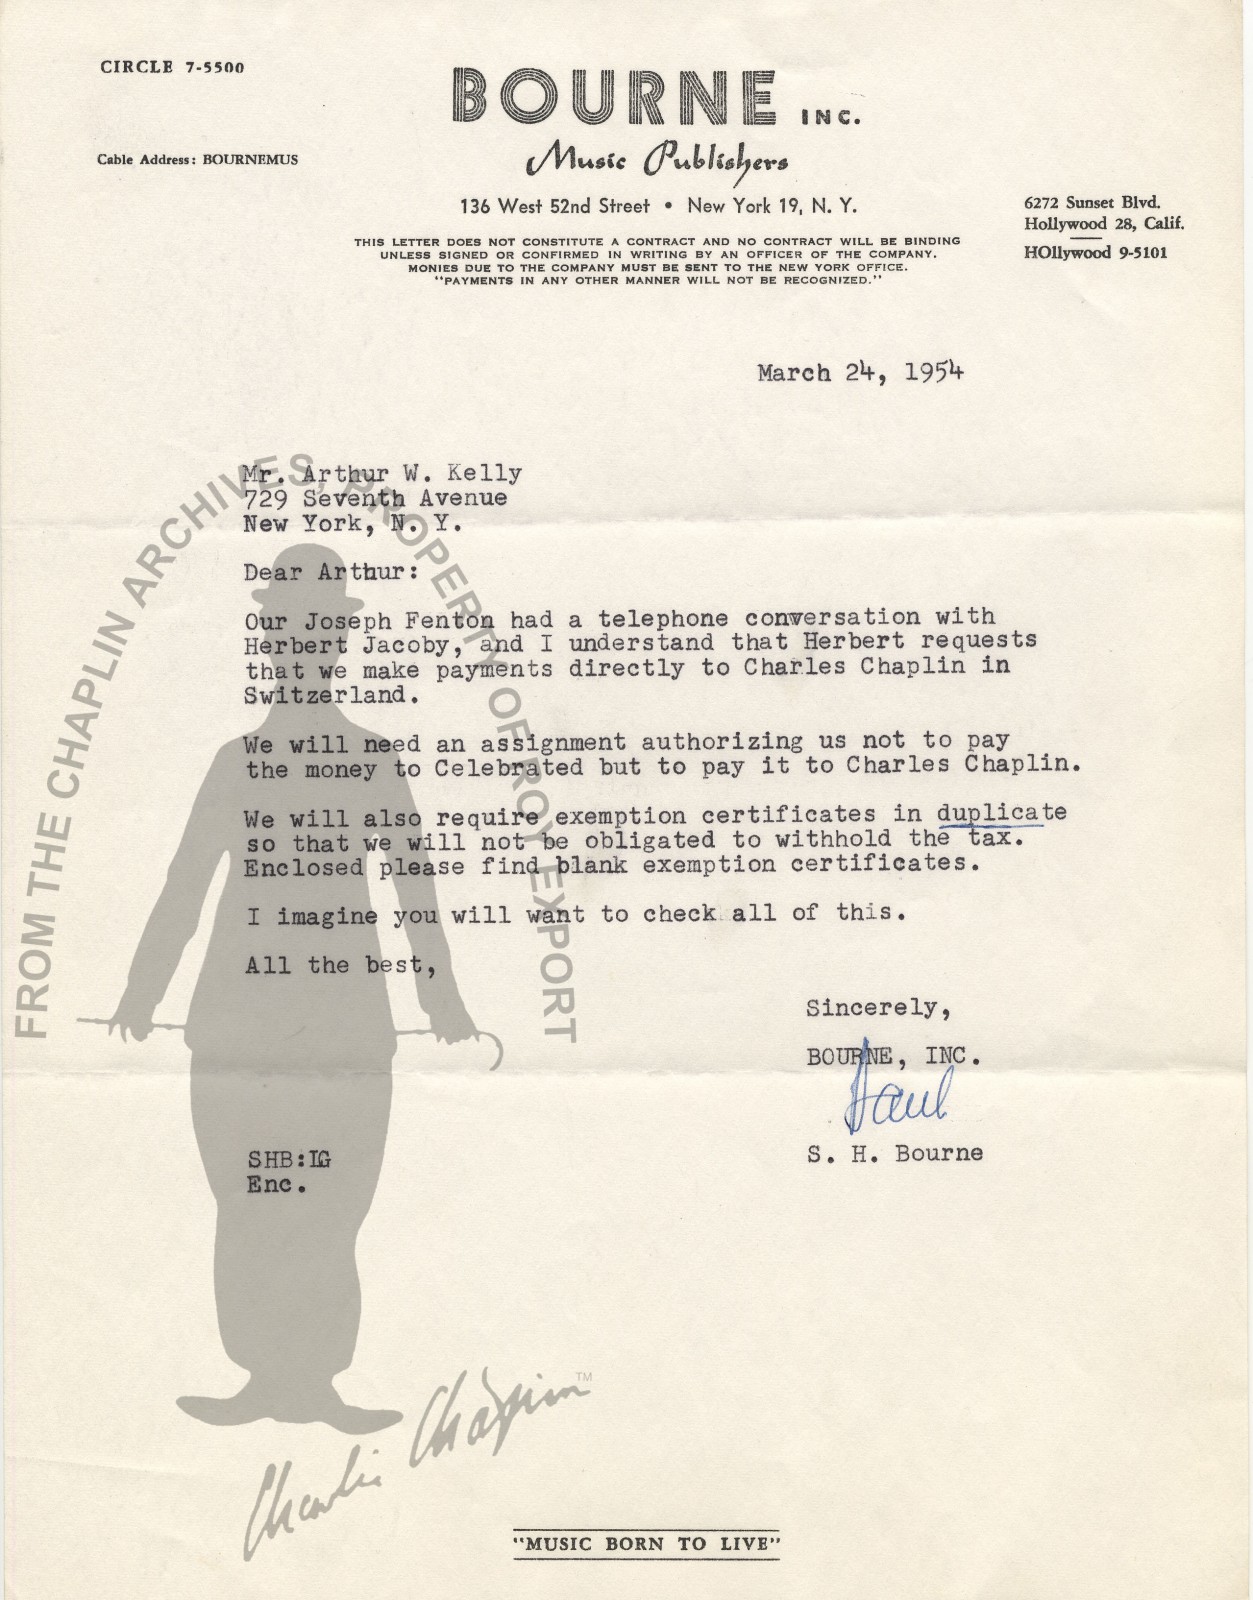 CIRCLE 7-5500
BOURNE INC.
Music Publishers
Cable Address: BOURNEMUS
136 West 52nd Street • New York 19, N. Y.
6272 Sunset Blvd.
Hollywood 28, Calif.
HOllywood 9-5101
THIS LETTER DOES NOT CONSTITUTE A CONTRACT AND NO CONTRACT WILL BE BINDING
UNLESS SIGNED OR CONFIRMED IN WRITING BY AN OFFICER OF THE COMPANY.
MONIES DUE TO THE COMPANY MUST BE SENT TO THE NEW YORK OFFICE.
"PAYMENTS IN ANY OTHER MANNER WILL NOT BE RECOGNIZED."
March 24, 1954
Mr. Arthur W. Kelly
729 Seventh Avenue
New York, N. Y.
Dear Arthur:
Our Joseph Fenton had a telephone conversation with
Herbert Jacoby, and I understand that Herbert requests
that we make payments directly to Charles Chaplin in
Switzerland.
We will need an assignment authorizing us not to pay
the money to Celebrated but to pay it to Charles Chaplin.
We will also require exemption certificates in duplicate
so that we will not be obligated to withhold the tax.
Enclosed please find blank exemption certificates.
I imagine you will want to check all of this.
All the best,
Sincerely,
BOURNE, INC.
Saul
S. H. Bourne
SHB:IG
Enc.
FROM THE CHAPLIN ARCHIVES, PROPERTY OF ROY EXPORT
Charlie Chaplin TM
"MUSIC BORN TO LIVE"